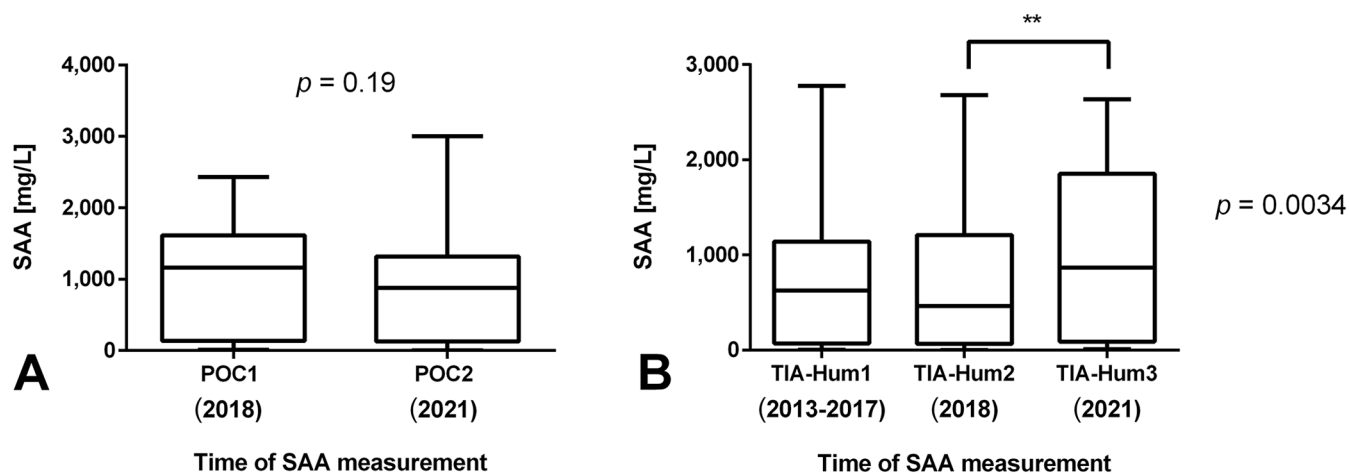 4,000
3,000
2,000
1,000
0
SAA [mg/L]
p = 0.19
POC1
(2018)
POC2
(2021)
Time of SAA measurement
A
**
3,000
2,000
1,000
0
SAA [mg/L]
p = 0.0034
TIA-Hum1
(2013-2017)
TIA-Hum2
(2018)
TIA-Hum3
(2021)
Time of SAA measurement
B